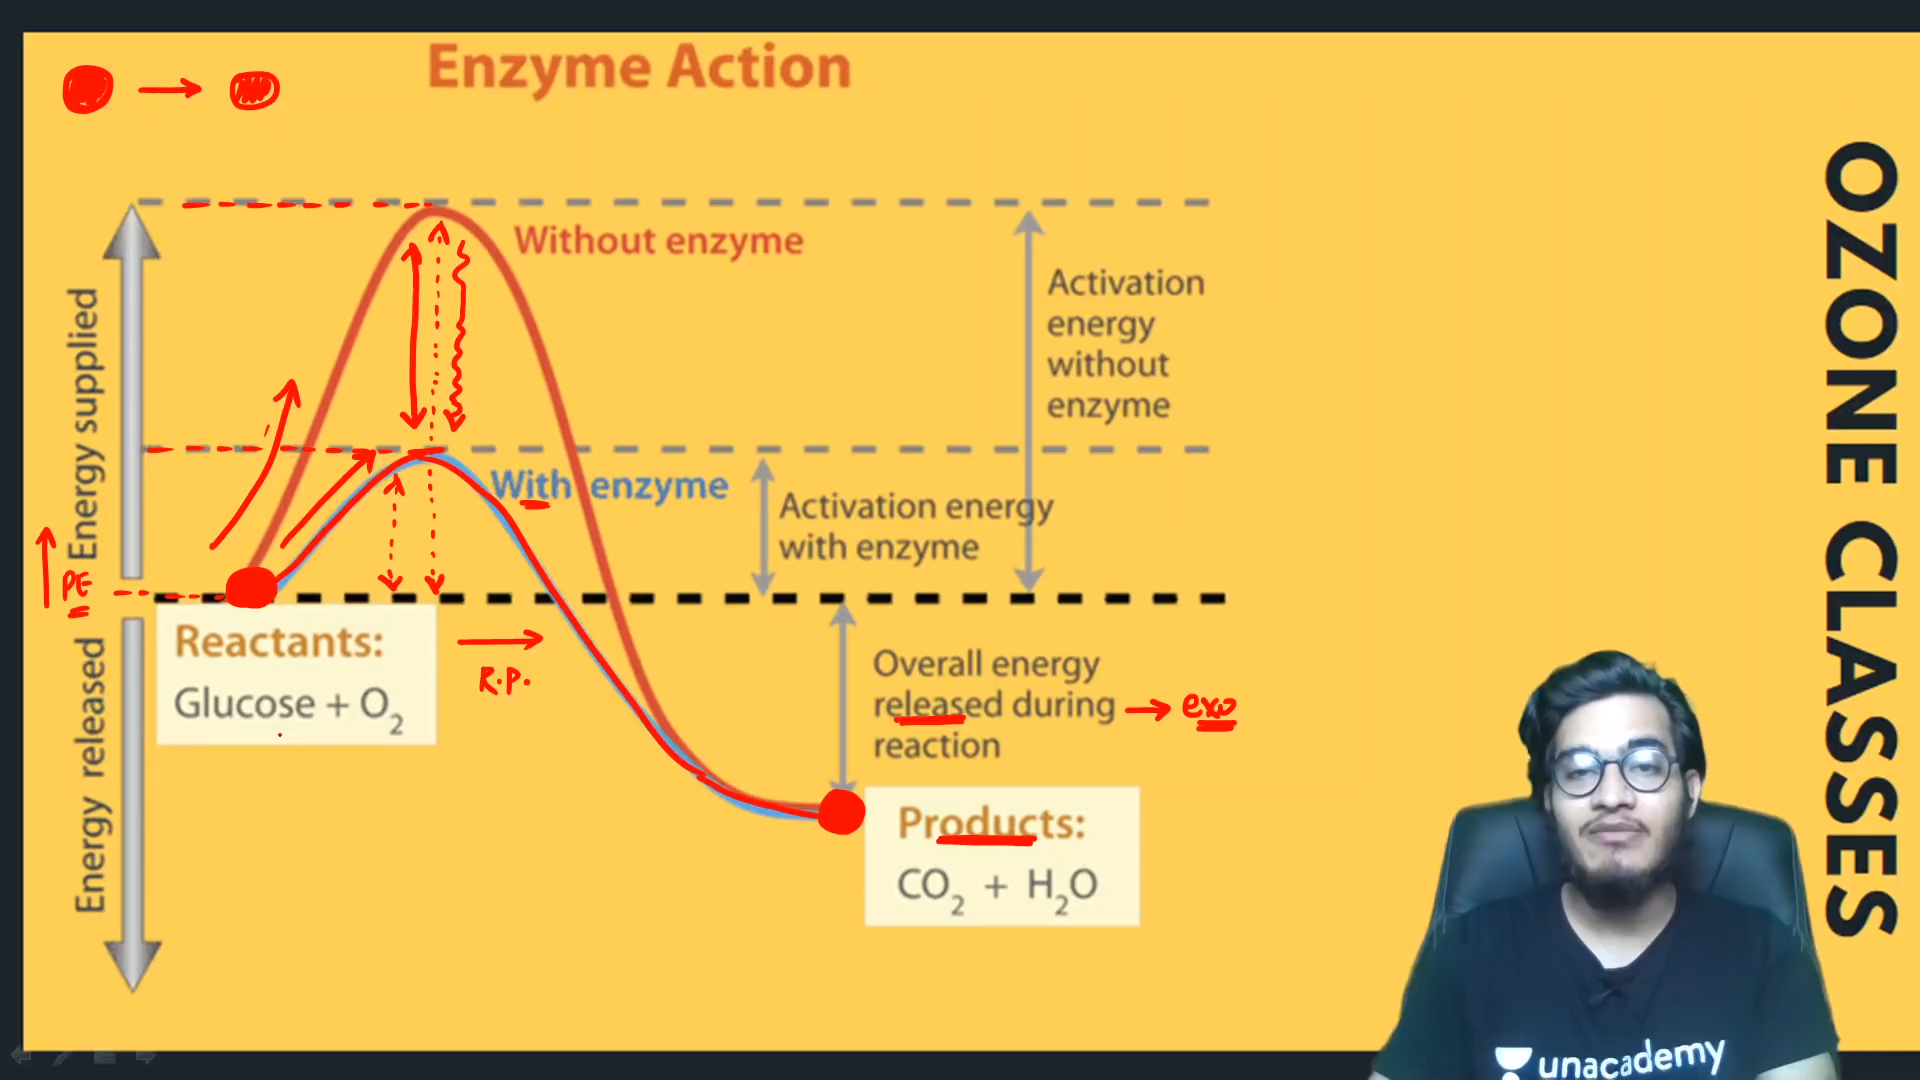 Enzyme Action
Without enzyme
Activation
energy
without
enzyme
Energy supplied
With enzyme
Activation energy
with enzyme
PE
Reactants:
Glucose + O2
R.P.
Energy released
Overall energy
released during → exo
reaction
Products:
CO2 + H2O
OZONE CLASSES
unacademy